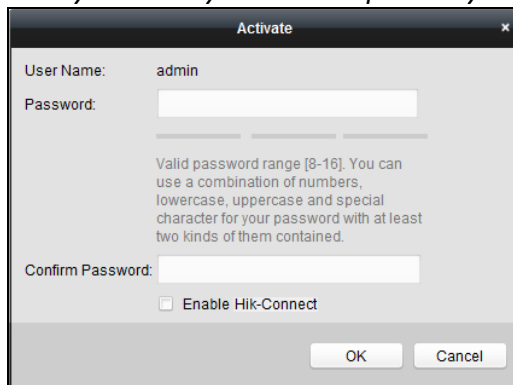 Activate ×
User Name: admin
Password:
Valid password range [8-16]. You can
use a combination of numbers,
lowercase, uppercase and special
character for your password with at least
two kinds of them contained.
Confirm Password:
Enable Hik-Connect
OK Cancel